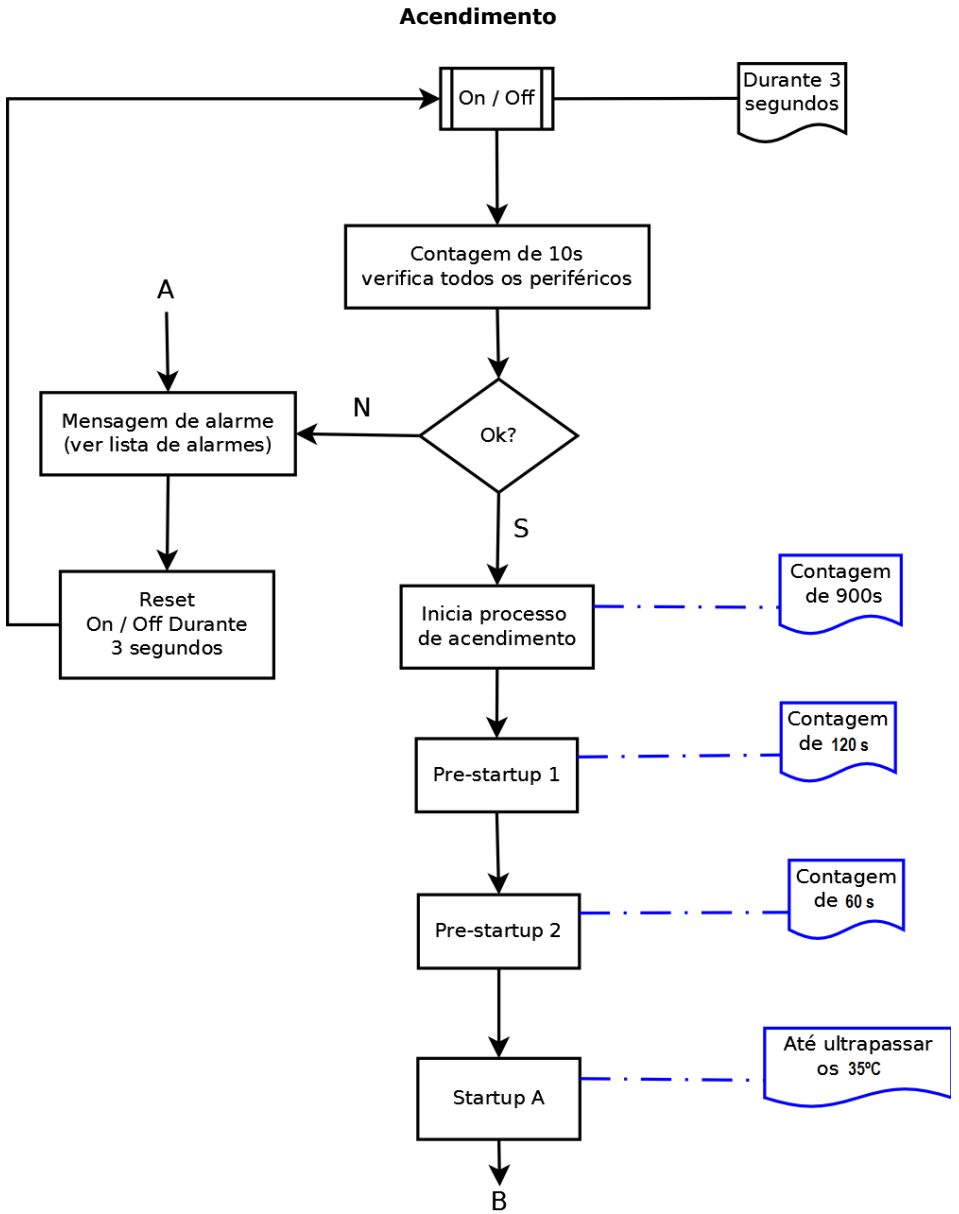 Acendimento
On / Off
Durante 3
segundos
Contagem de 10s
verifica todos os periféricos
A
Mensagem de alarme
(ver lista de alarmes)
N
Ok?
S
Reset
On / Off Durante
3 segundos
Inicia processo
de acendimento
Contagem
de 900s
Pre-startup 1
Contagem
de 120 s
Pre-startup 2
Contagem
de 60 s
Startup A
Até ultrapassar
os 35ºC
B